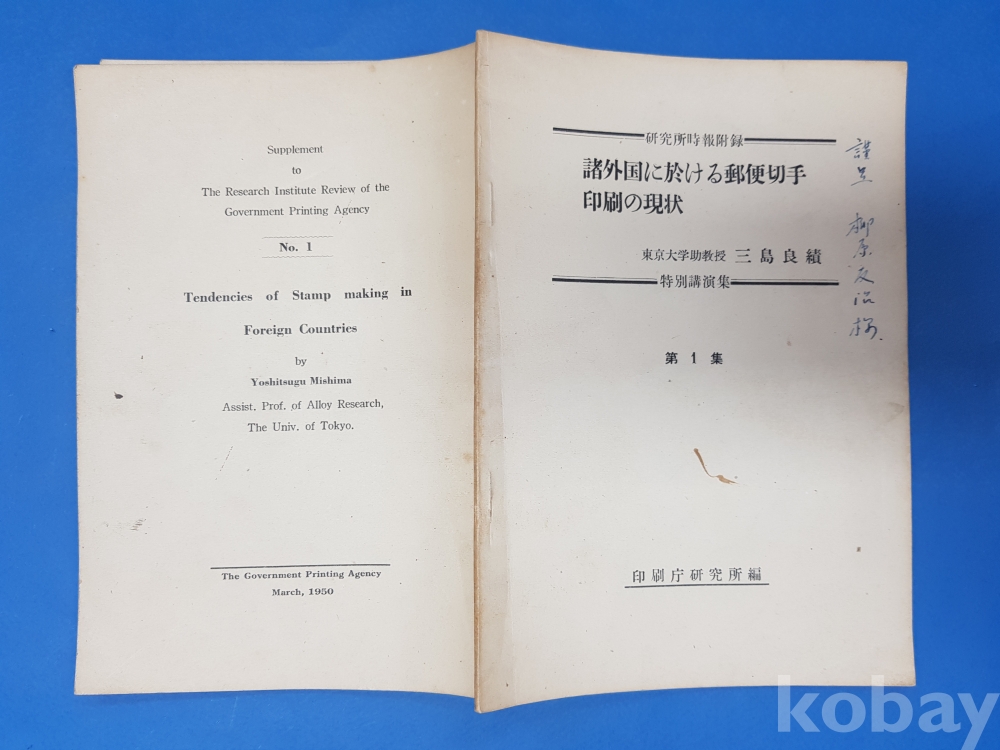 Supplement
to
The Research Institute Review of the
Government Printing Agency
No. 1
Tendencies of Stamp making in
Foreign Countries
by
Yoshitsugu Mishima
Assist. Prof. of Alloy Research,
The Univ. of Tokyo.
The Government Printing Agency
March, 1950
研究所時報附録
諸外国に於ける郵便切手
印刷の現状
東京大学助教授 三島良績
特別講演集
第1集
印刷庁研究所編
謹呈
kobay